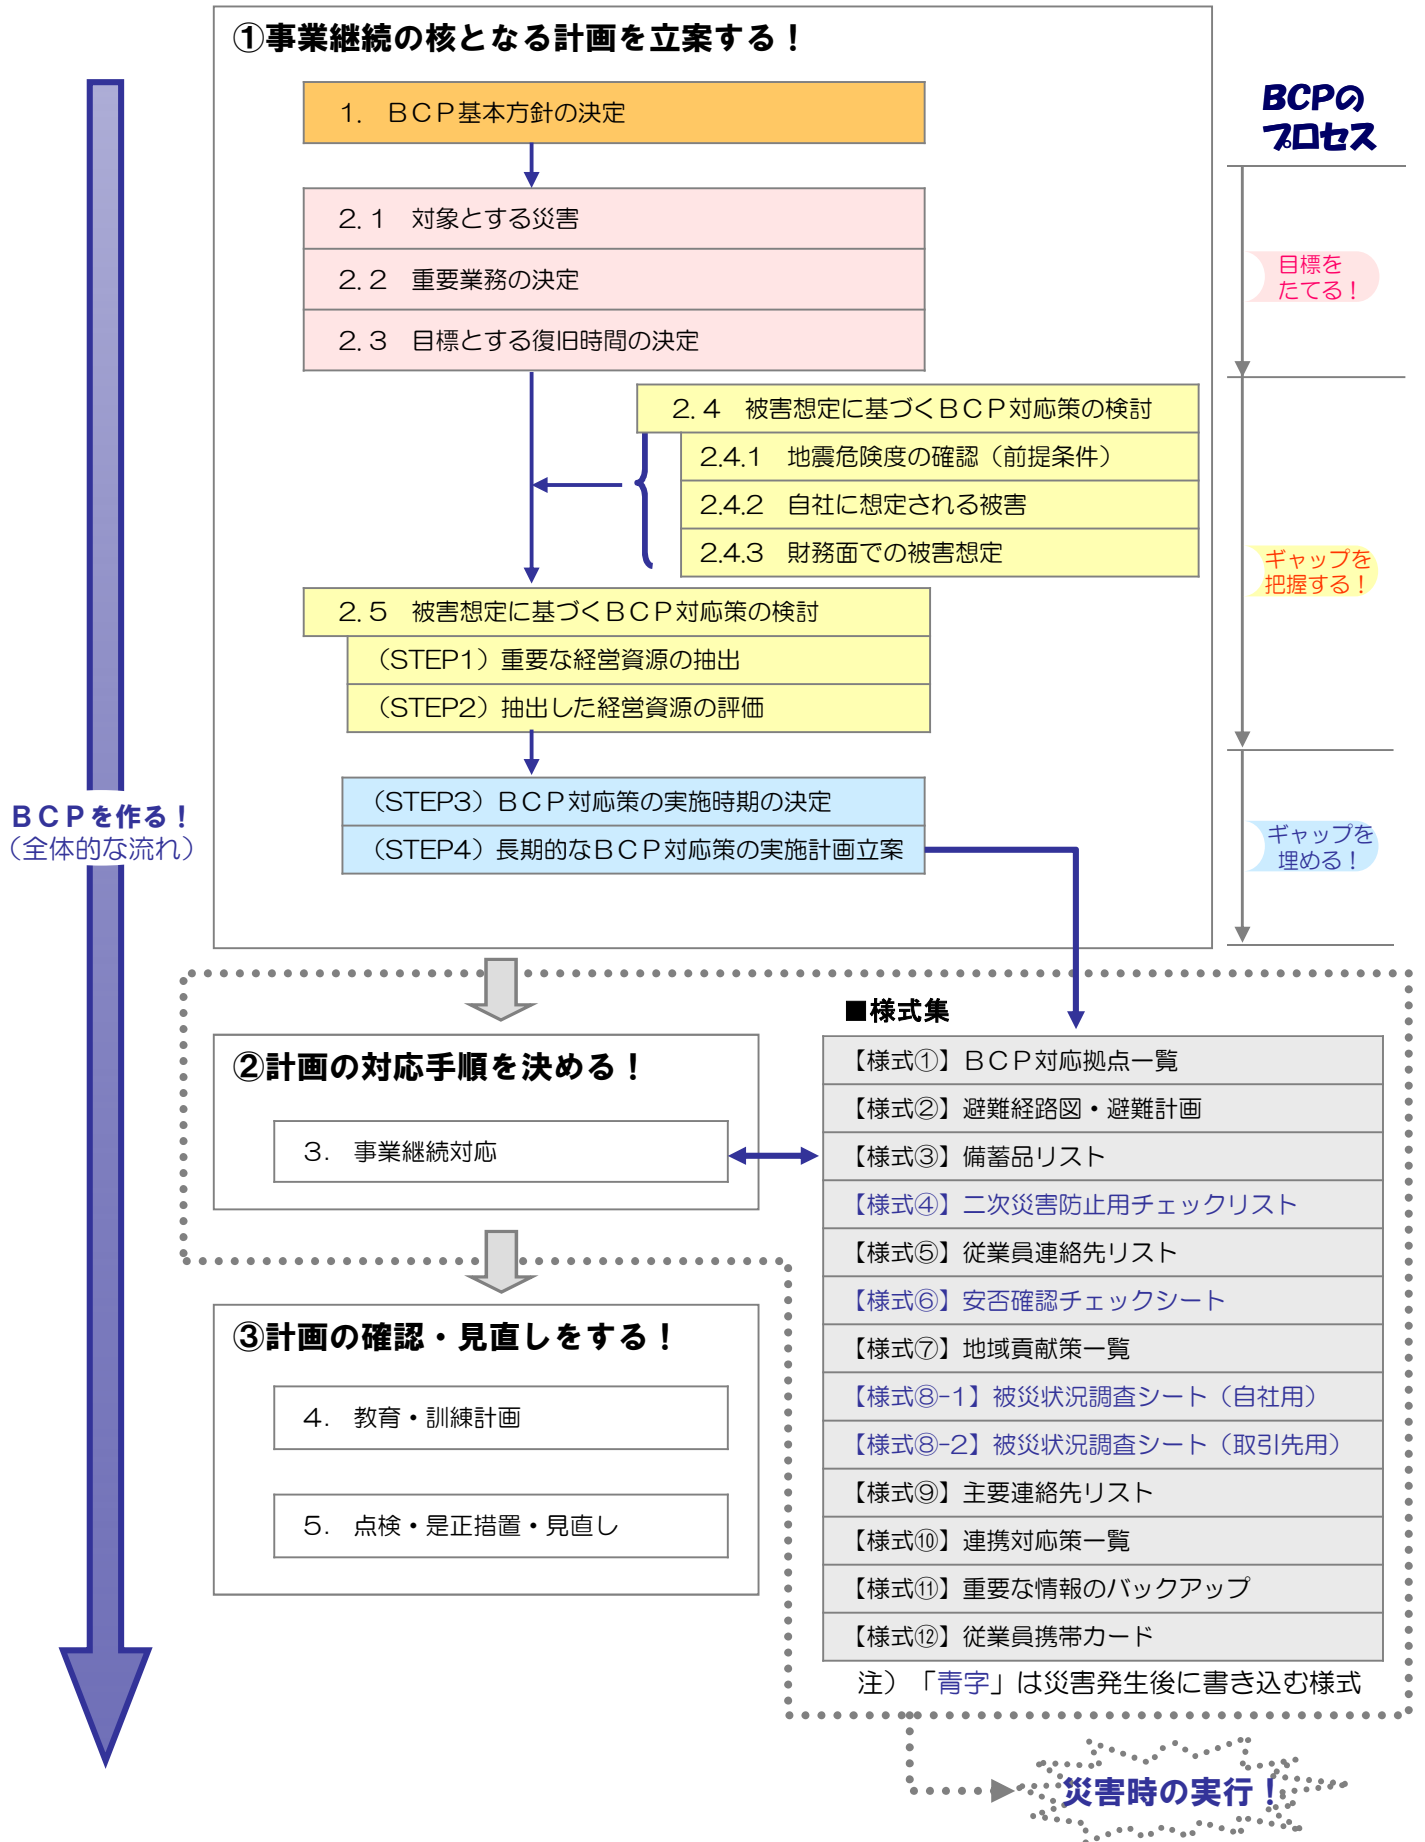 ①事業継続の核となる計画を立案する！
１．ＢＣＰ基本方針の決定
２．１　対象とする災害
２．２　重要業務の決定
２．３　目標とする復旧時間の決定
２．４　被害想定に基づくＢＣＰ対応策の検討
2.4.1　地震危険度の確認（前提条件）
2.4.2　自社に想定される被害
2.4.3　財務面での被害想定
２．５　被害想定に基づくＢＣＰ対応策の検討
（STEP1）重要な経営資源の抽出
（STEP2）抽出した経営資源の評価
（STEP3）ＢＣＰ対応策の実施時期の決定
（STEP4）長期的なＢＣＰ対応策の実施計画立案
BCPの
プロセス
目標を
たてる！
ギャップを
把握する！
ギャップを
埋める！
ＢＣＰを作る！
（全体的な流れ）
②計画の対応手順を決める！
３．　事業継続対応
③計画の確認・見直しをする！
４．　教育・訓練計画
５．　点検・是正措置・見直し
■様式集
【様式①】ＢＣＰ対応拠点一覧
【様式②】避難経路図・避難計画
【様式③】備蓄品リスト
【様式④】二次災害防止用チェックリスト
【様式⑤】従業員連絡先リスト
【様式⑥】安否確認チェックシート
【様式⑦】地域貢献策一覧
【様式⑧-1】被災状況調査シート（自社用）
【様式⑧-2】被災状況調査シート（取引先用）
【様式⑨】主要連絡先リスト
【様式⑩】連携対応策一覧
【様式⑪】重要な情報のバックアップ
【様式⑫】従業員携帯カード
注）「青字」は災害発生後に書き込む様式
災害時の実行！